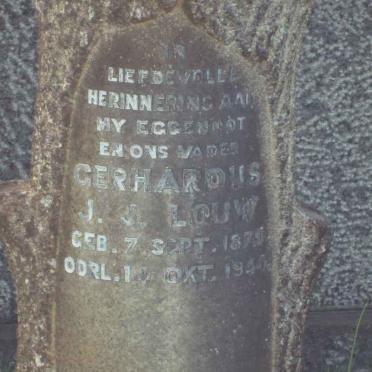 IN
LIEFDEVOLLE
HERINNERING AAN
MY EGGENOOT
EN ONS VADER
GERHARDUS
J. J. LOUW
GEB. 7 SEPT.
OORL. OKT.